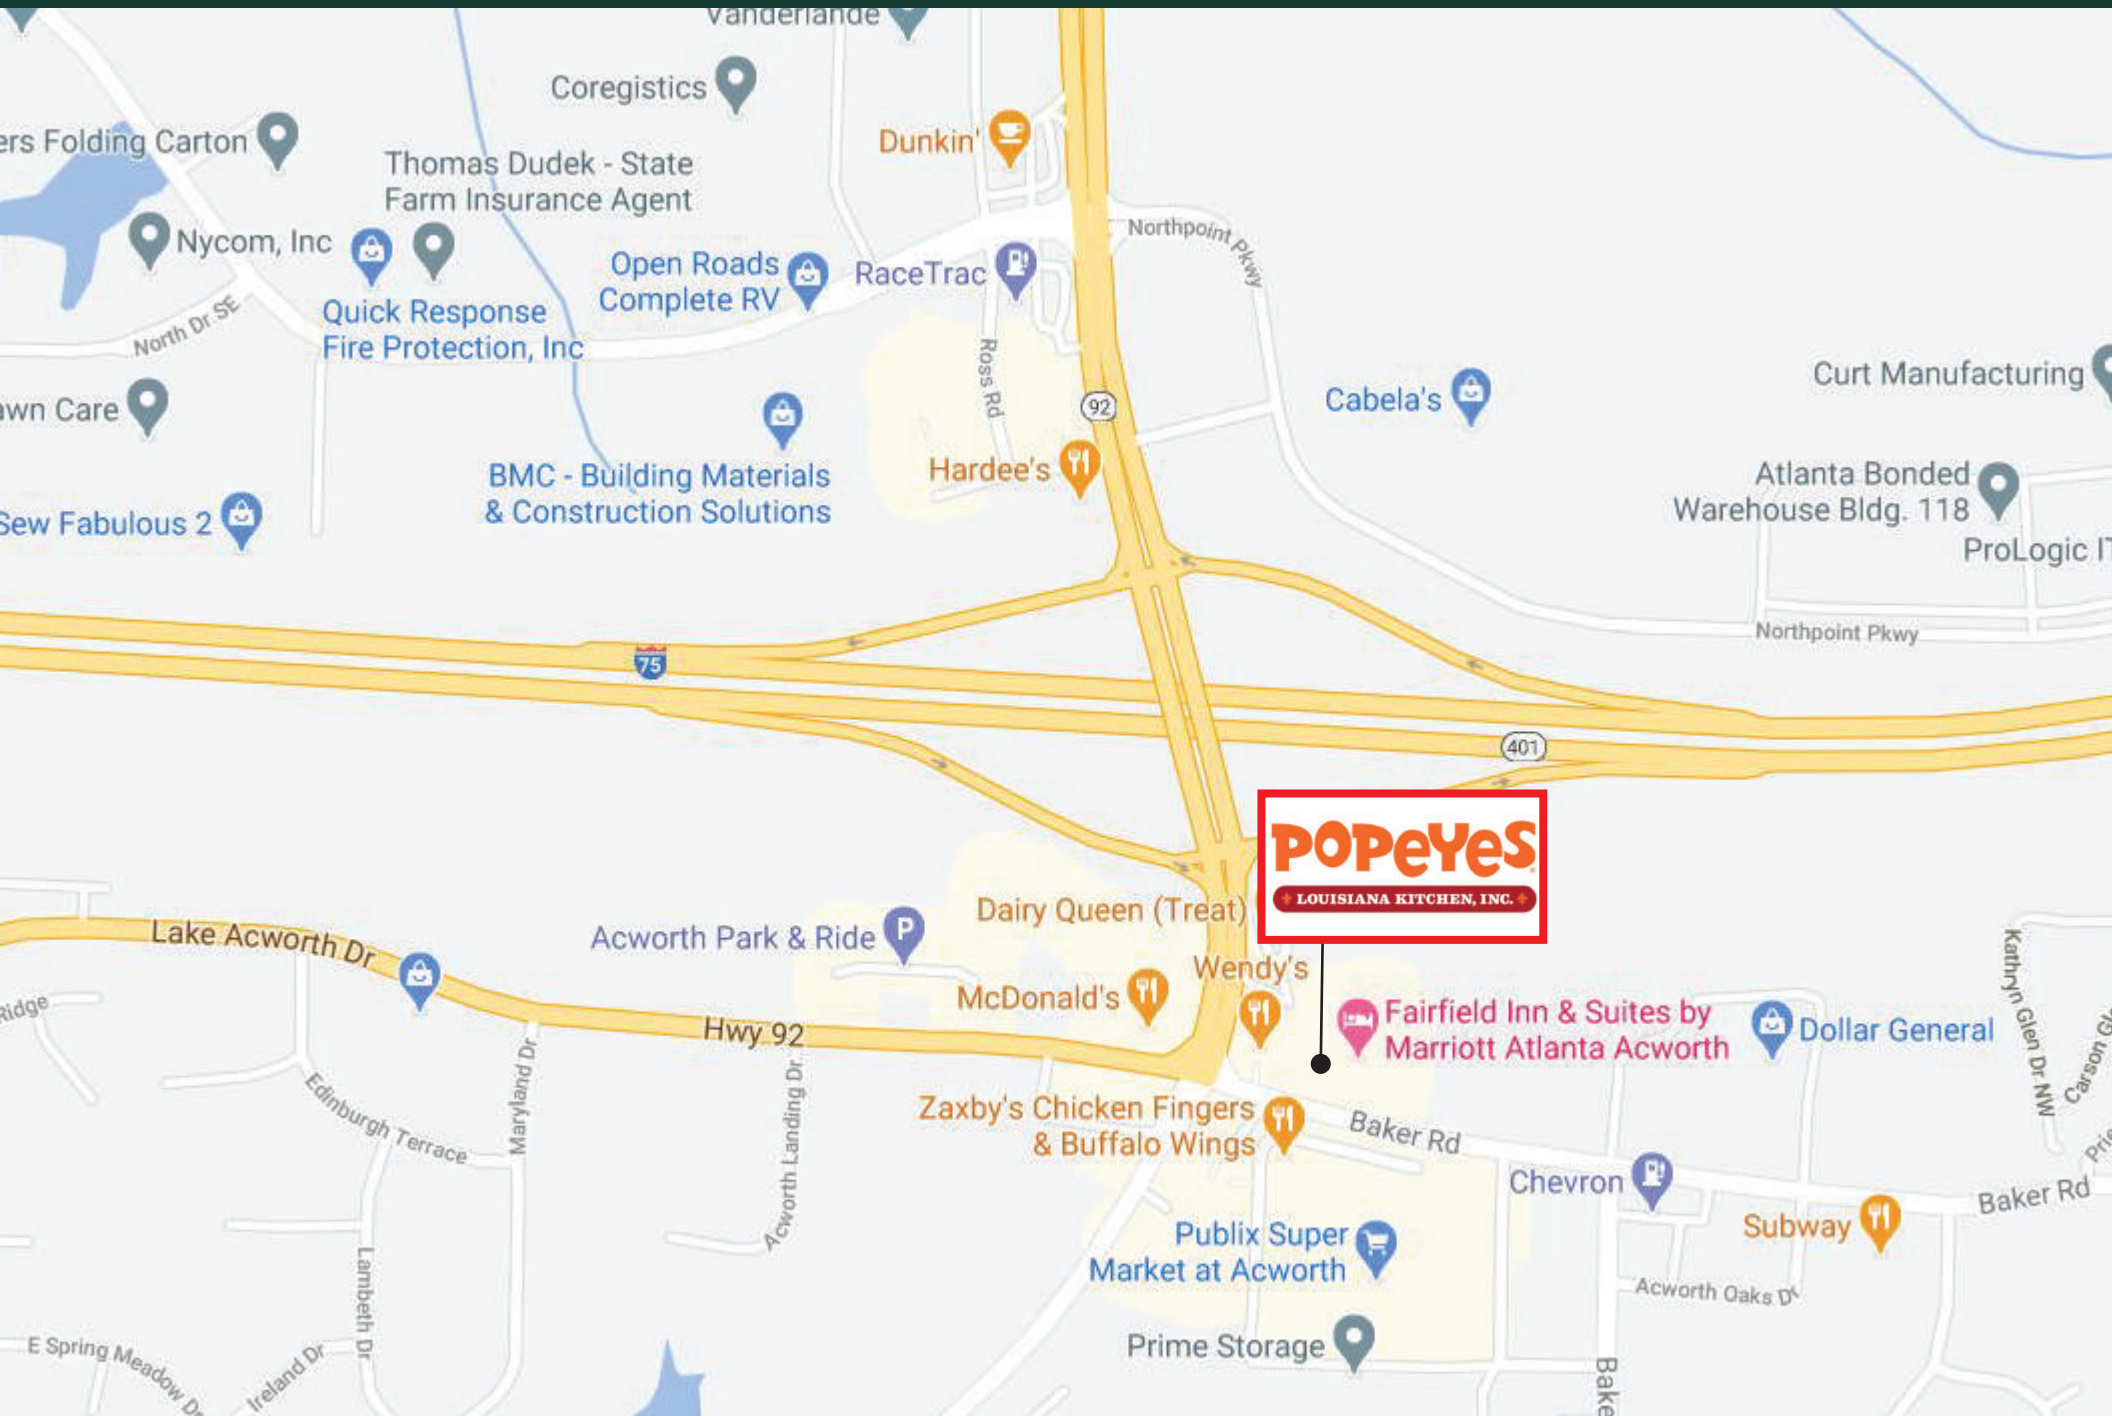 Vanderlande
Coregistics
ers Folding Carton
Dunkin'
Thomas Dudek - State
Farm Insurance Agent
Nycom, Inc
Northpoint Pkwy
Open Roads
Complete RV
RaceTrac
Quick Response
Fire Protection, Inc
North Dr SE
Ross Rd
Curt Manufacturing
Cabela's
92
awn Care
Hardee's
BMC - Building Materials
& Construction Solutions
Atlanta Bonded
Warehouse Bldg. 118
Sew Fabulous 2
ProLogic IT
Northpoint Pkwy
75
401
POPEYES
LOUISIANA KITCHEN, INC.
Dairy Queen (Treat)
Lake Acworth Dr
Acworth Park & Ride
P
Wendy's
McDonald's
Kathryn Glen Dr NW
Carson Gl
Ridge
Hwy 92
Fairfield Inn & Suites by
Marriott Atlanta Acworth
Dollar General
Maryland Dr
Acworth Landing Dr
Edinburgh Terrace
Zaxby's Chicken Fingers
& Buffalo Wings
Baker Rd
Prie
Chevron
Baker Rd
Subway
Publix Super
Market at Acworth
Lambeth Dr
Acworth Oaks Dr
Prime Storage
E Spring Meadow Dr
Ireland Dr
Bake